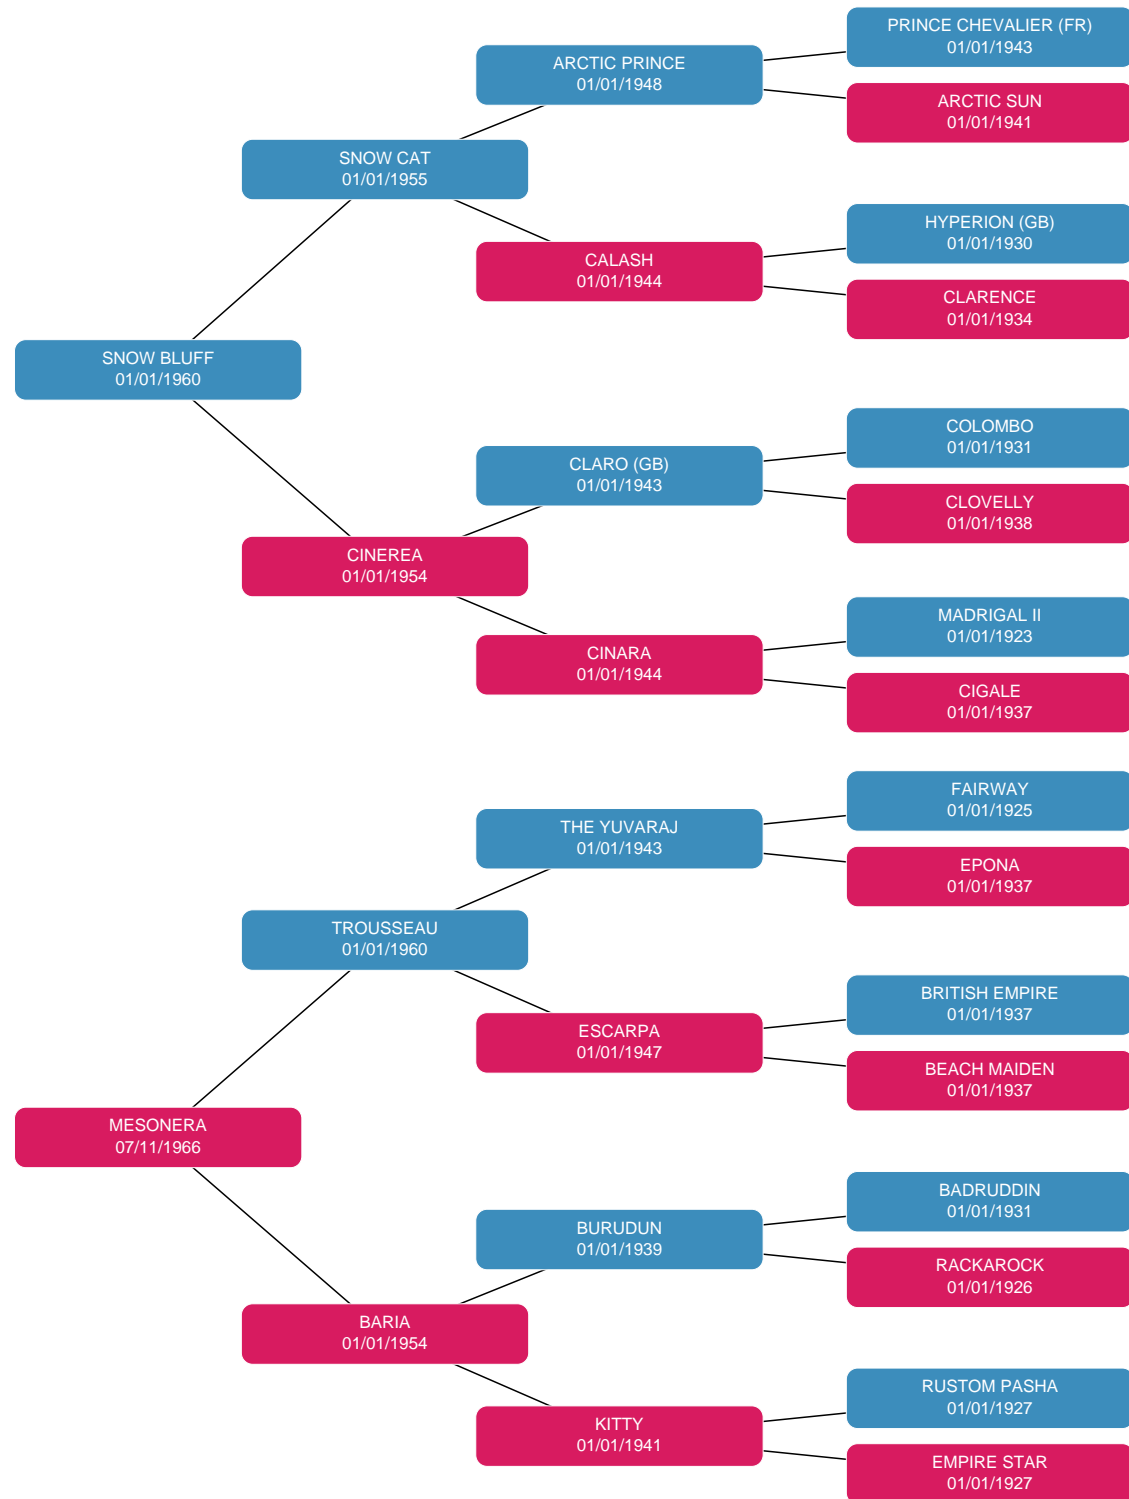 PRINCE CHEVALIER (FR)
01/01/1943
ARCTIC PRINCE
01/01/1948
ARCTIC SUN
01/01/1941
SNOW CAT
01/01/1955
HYPERION (GB)
01/01/1930
CALASH
01/01/1944
CLARENCE
01/01/1934
SNOW BLUFF
01/01/1960
COLOMBO
01/01/1931
CLARO (GB)
01/01/1943
CLOVELLY
01/01/1938
CINEREA
01/01/1954
MADRIGAL II
01/01/1923
CINARA
01/01/1944
CIGALE
01/01/1937
FAIRWAY
01/01/1925
THE YUVARAJ
01/01/1943
EPONA
01/01/1937
TROUSSEAU
01/01/1960
BRITISH EMPIRE
01/01/1937
ESCARPA
01/01/1947
BEACH MAIDEN
01/01/1937
MESONERA
07/11/1966
BADRUDDIN
01/01/1931
BURUDUN
01/01/1939
RACKAROCK
01/01/1926
BARIA
01/01/1954
RUSTOM PASHA
01/01/1927
KITTY
01/01/1941
EMPIRE STAR
01/01/1927